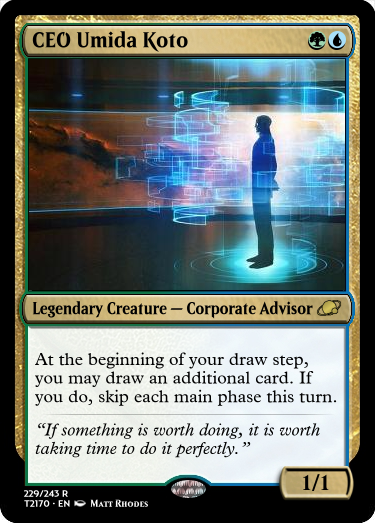 CEO Umida Koto
Legendary Creature — Corporate Advisor
At the beginning of your draw step,
you may draw an additional card. If
you do, skip each main phase this turn.
“If something is worth doing, it is worth
taking time to do it perfectly.”
1/1
229/243 R
T2170 · EN Matt Rhodes